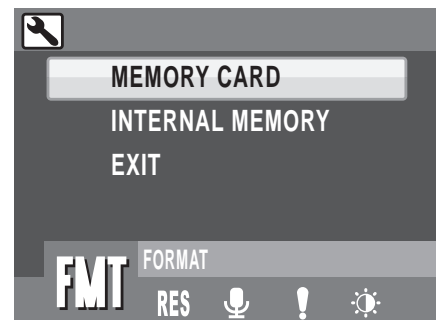 MEMORY CARD
INTERNAL MEMORY
EXIT
FORMAT
FMT
RES